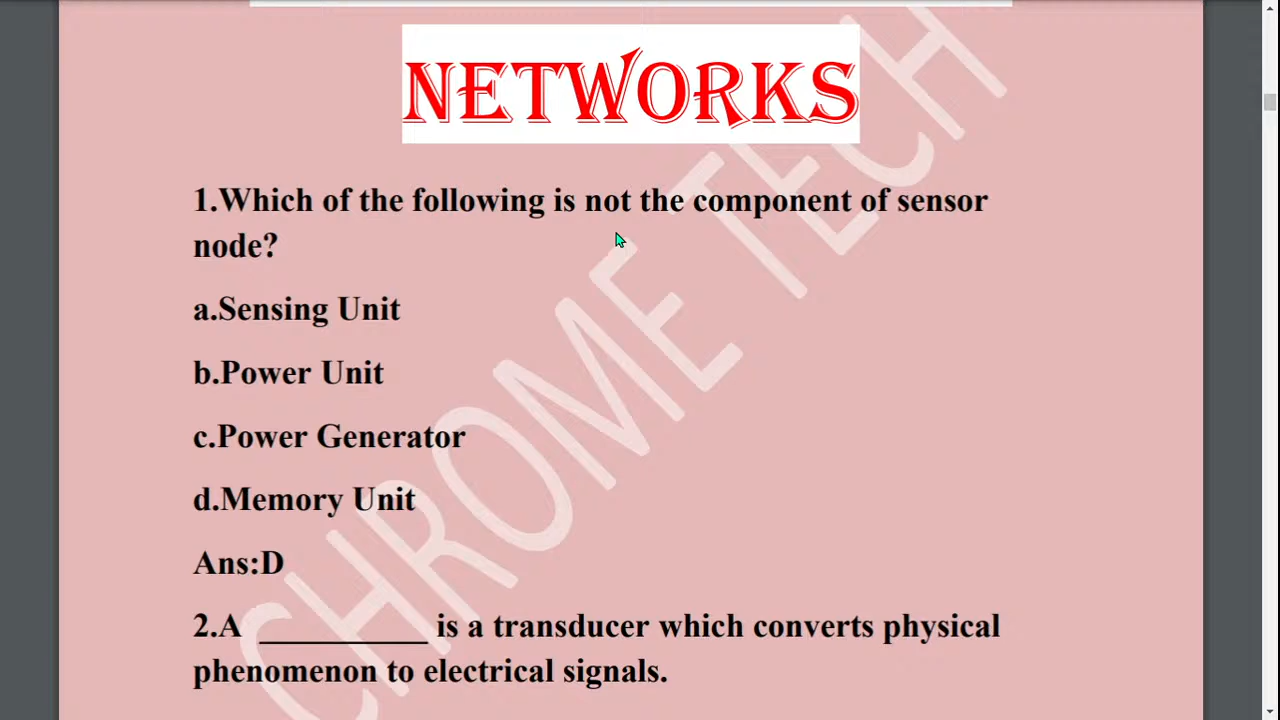 NETWORKS
1.Which of the following is not the component of sensor
node?
a.Sensing Unit
b.Power Unit
c.Power Generator
d.Memory Unit
Ans:D
2.A __________ is a transducer which converts physical
phenomenon to electrical signals.
CHROME TECH